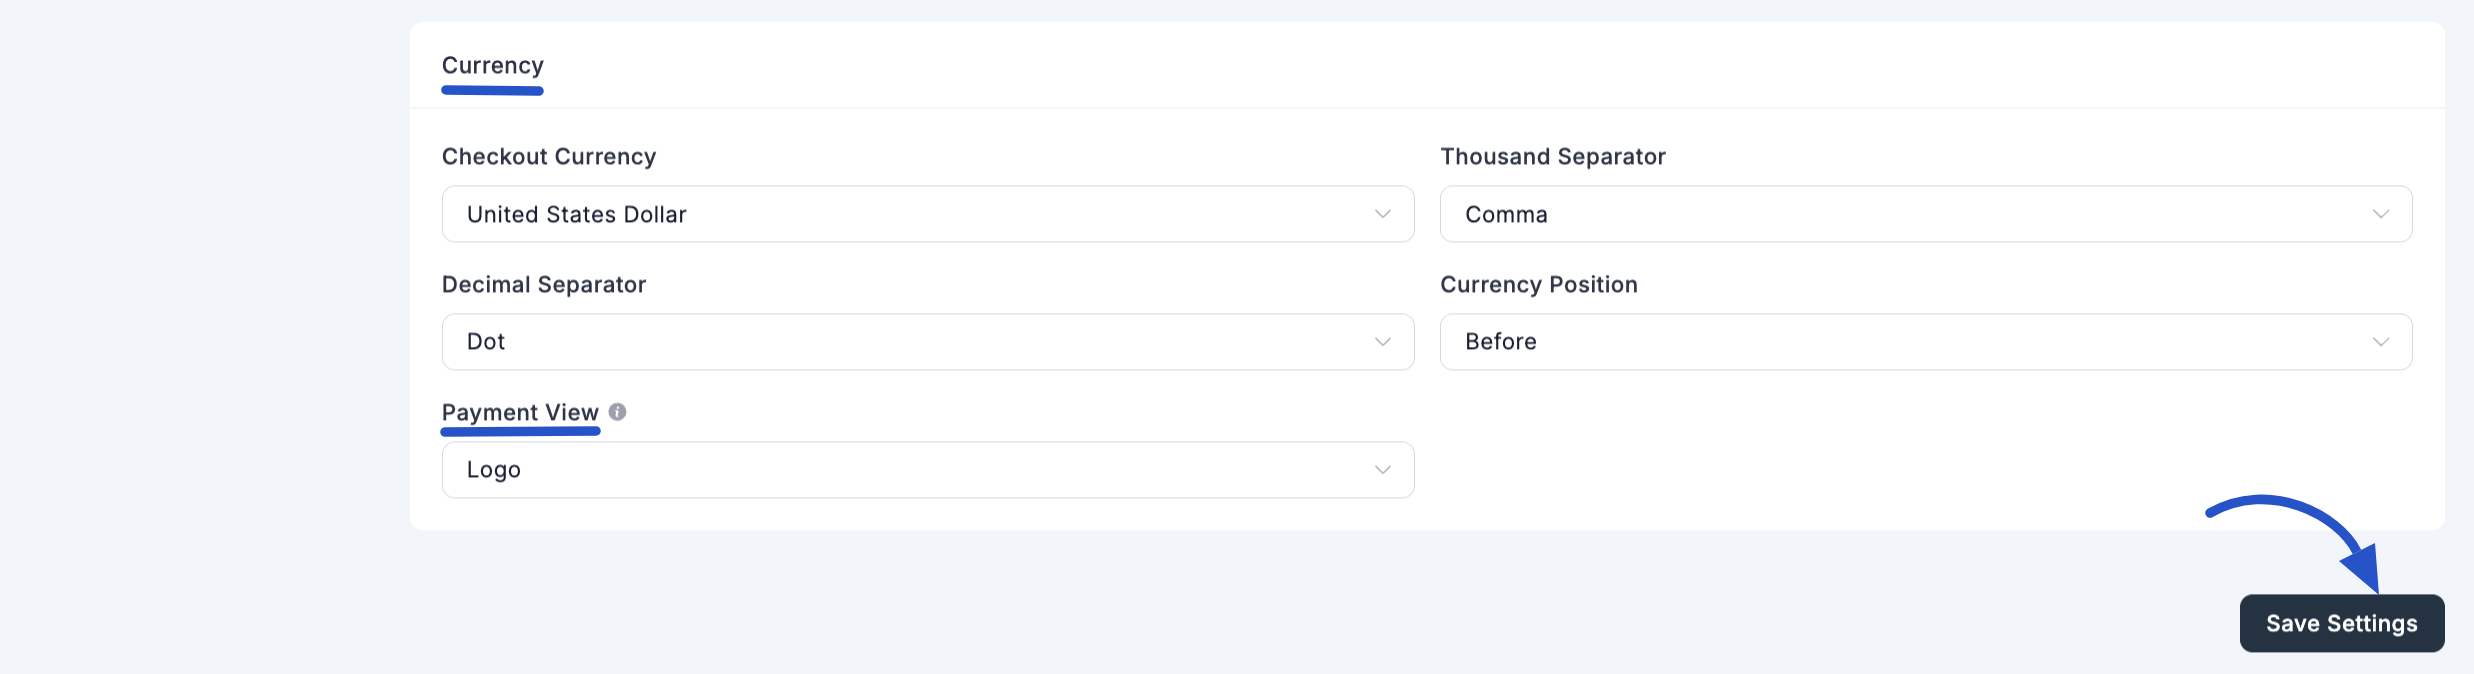 Currency
Checkout Currency
Thousand Separator
United States Dollar
Comma
Decimal Separator
Currency Position
Dot
Before
Payment View
Logo
Save Settings